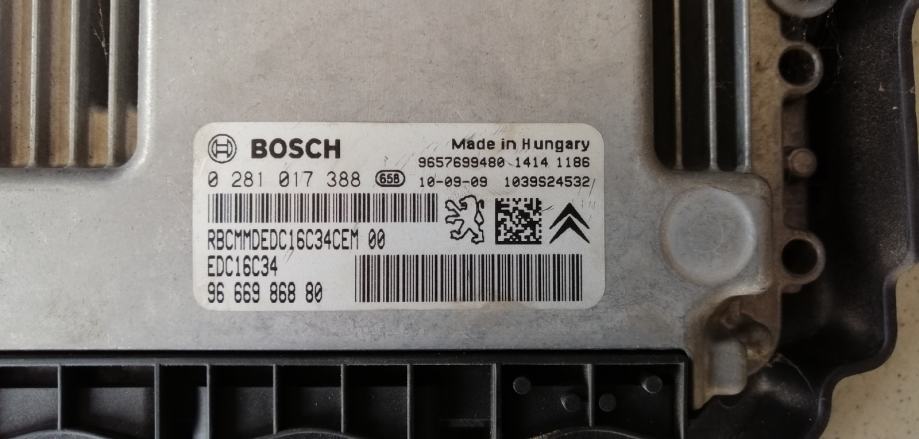 BOSCH
Made in Hungary
9657699480 1414 1186
0 281 017 388 658 10-09-09 1039S24532
RBCMMDEDC16C34CEM 00
EDC16C34
96 669 868 80